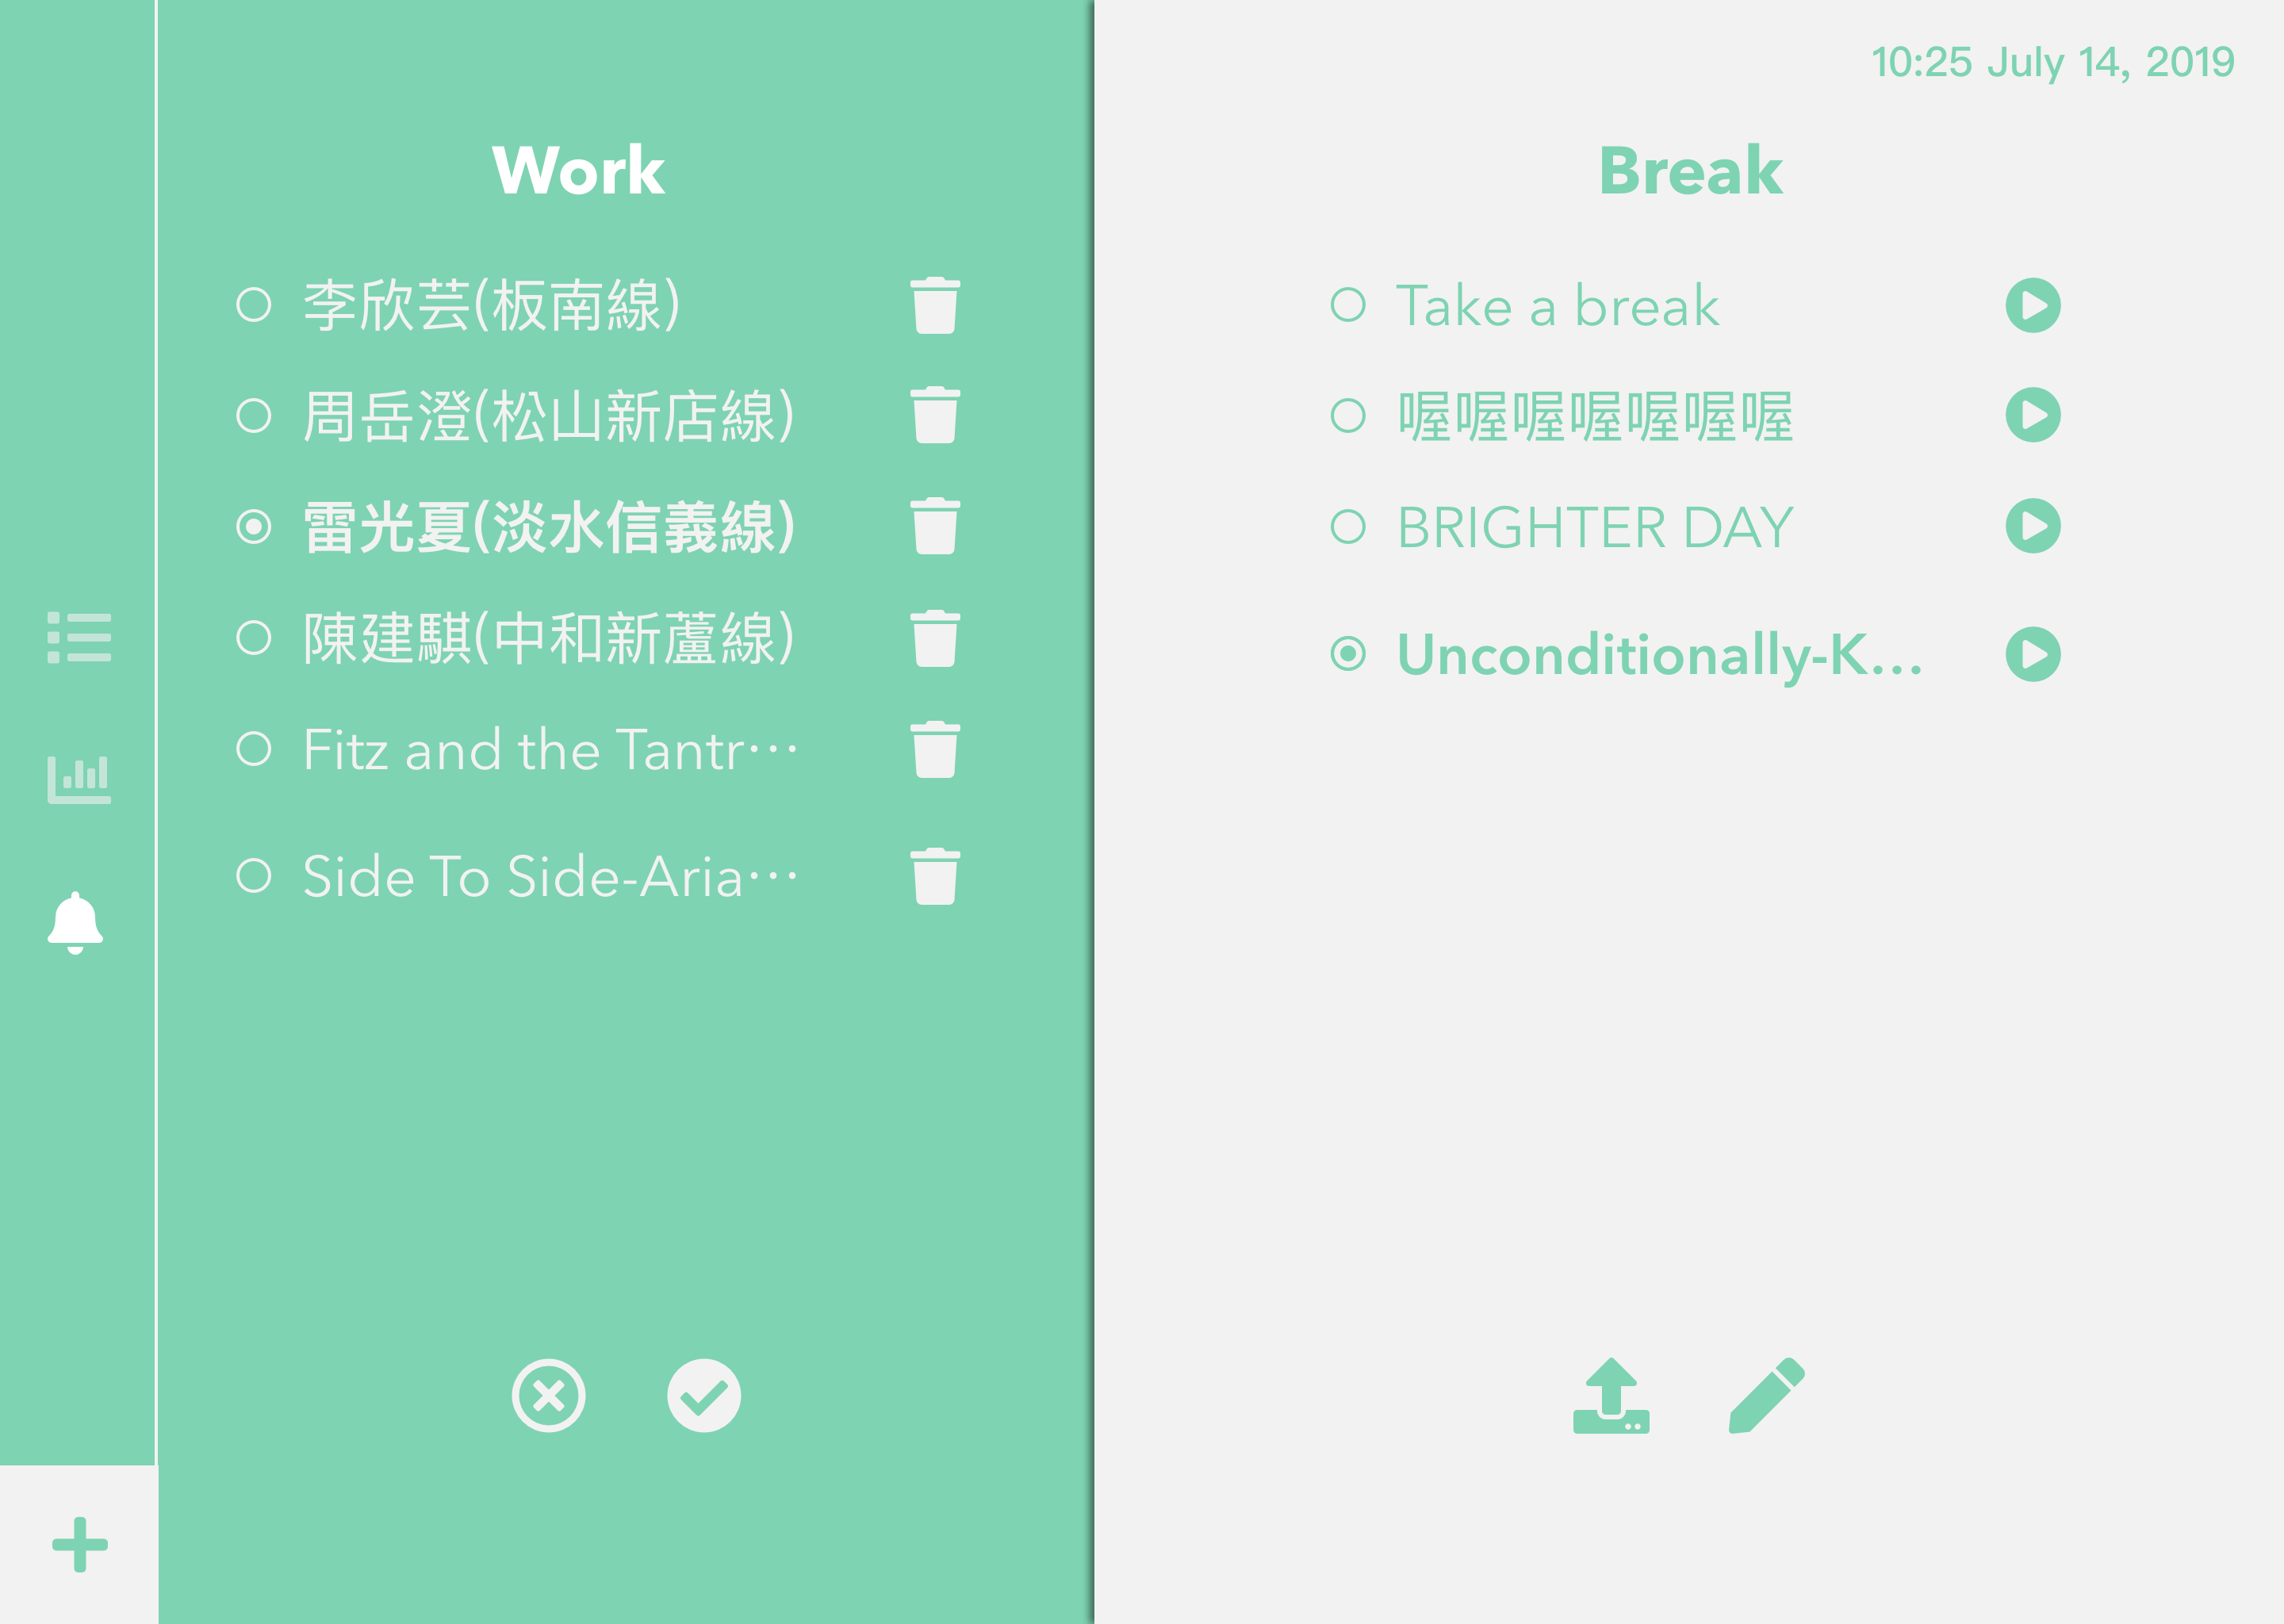 10:25 July 14, 2019
Work
李欣芸(板南線)
周岳澄(松山新店線)
雷光夏(淡水信義線)
陳建騏(中和新蘆線)
Fitz and the Tantr···
Side To Side-Aria···
Break
Take a break
喔喔喔喔喔喔喔
BRIGHTER DAY
Unconditionally-K...